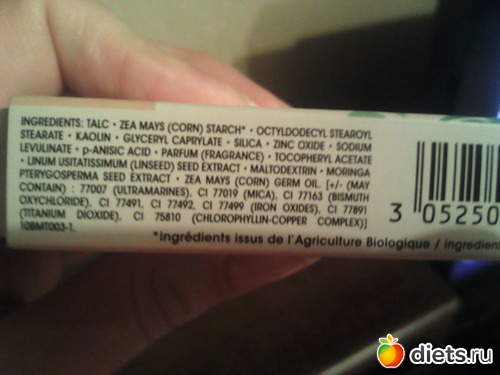 INGREDIENTS: TALC • ZEA MAYS (CORN) STARCH* • OCTYLDODECYL STEAROYL
STEARATE • KAOLIN • GLYCERYL CAPRYLATE • SILICA • ZINC OXIDE • SODIUM
LEVULINATE • p-ANISIC ACID • PARFUM (FRAGRANCE) • TOCOPHERYL ACETATE
• LINUM USITATISSIMUM (LINSEED) SEED EXTRACT • MALTODEXTRIN • MORINGA
PTERYGOSPERMA SEED EXTRACT • ZEA MAYS (CORN) GERM OIL. [+/- (MAY
CONTAIN) : 77007 (ULTRAMARINES), CI 77019 (MICA), CI 77163 (BISMUTH
OXYCHLORIDE), CI 77491, CI 77492, CI 77499 (IRON OXIDES), CI 77891
(TITANIUM DIOXIDE), CI 75810 (CHLOROPHYLLIN-COPPER COMPLEX)]
10BMT003-1.
*ingrédients issus de l'Agriculture Biologique / ingredien
3 05250
diets.ru